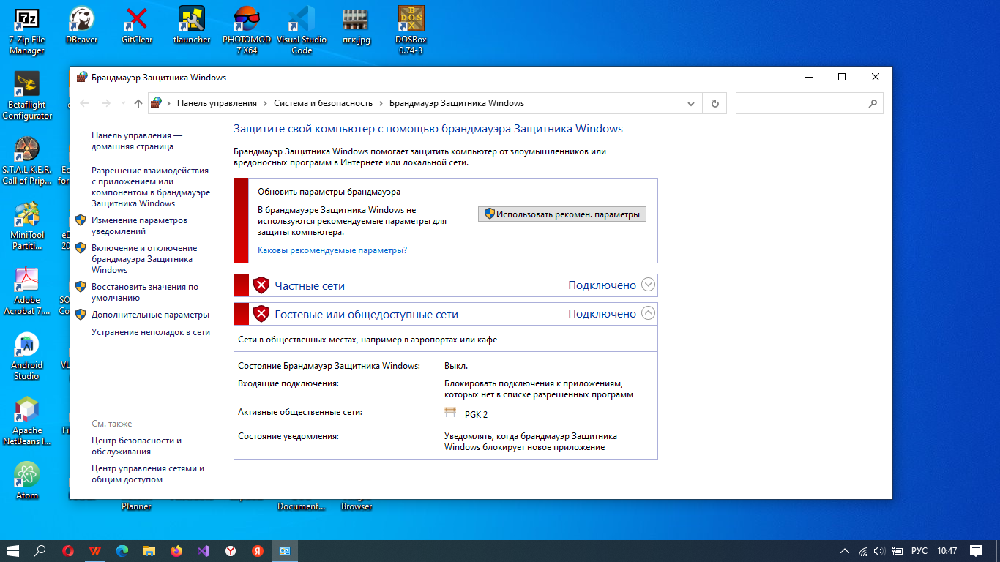 7-Zip File
Manager
DBeaver
GitClear
tlauncher
PHOTOMOD
7 X64
Visual Studio
Code
пгк.jpg
DOSBox
0.74-3
Betaflight
Configurator
S.T.A.L.K.E.R.
Call of Prip...
MiniTool
Partiti...
Adobe
Acrobat 7....
Android
Studio
Apache
NetBeans I...
Atom
Planner
Document...
Browser
Брандмауэр Защитника Windows
Панель управления
Система и безопасность
Брандмауэр Защитника Windows
Панель управления —
домашняя страница
Разрешение взаимодействия
с приложением или
компонентом в брандмауэре
Защитника Windows
Изменение параметров
уведомлений
Включение и отключение
брандмауэра Защитника
Windows
Восстановить значения по
умолчанию
Дополнительные параметры
Устранение неполадок в сети
См. также
Центр безопасности и
обслуживания
Центр управления сетями и
общим доступом
Защитите свой компьютер с помощью брандмауэра Защитника Windows
Брандмауэр Защитника Windows помогает защитить компьютер от злоумышленников или
вредоносных программ в Интернете или локальной сети.
Обновить параметры брандмауэра
В брандмауэре Защитника Windows не
используются рекомендуемые параметры для
защиты компьютера.
Использовать рекомен. параметры
Каковы рекомендуемые параметры?
Частные сети Подключено
Гостевые или общедоступные сети Подключено
Сети в общественных местах, например в аэропортах или кафе
Состояние Брандмауэр Защитника Windows: Выкл.
Входящие подключения: Блокировать подключения к приложениям,
которых нет в списке разрешенных программ
Активные общественные сети: PGK 2
Состояние уведомления: Уведомлять, когда брандмауэр Защитника
Windows блокирует новое приложение
РУС
10:47